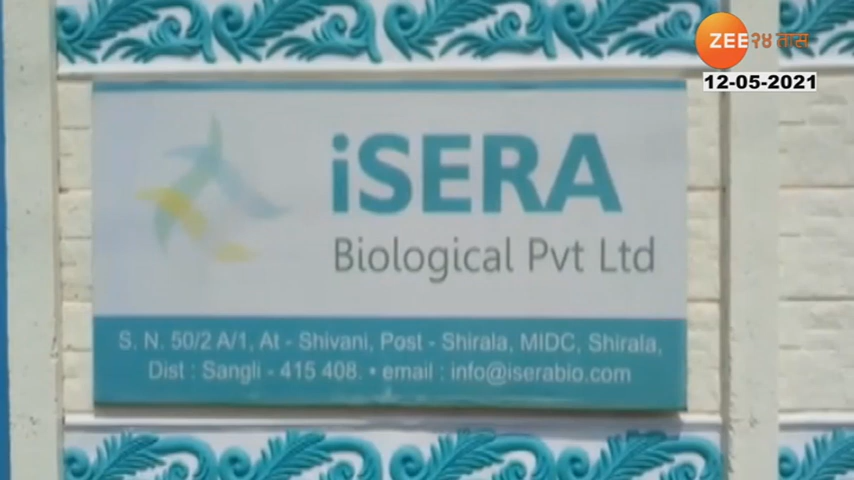 ZEE २४ तास
12-05-2021
iSERA
Biological Pvt Ltd
S. N. 50/2 A/1, At - Shivani, Post - Shirala, MIDC, Shirala,
Dist : Sangli - 415 408. • email : info@iserabio.com